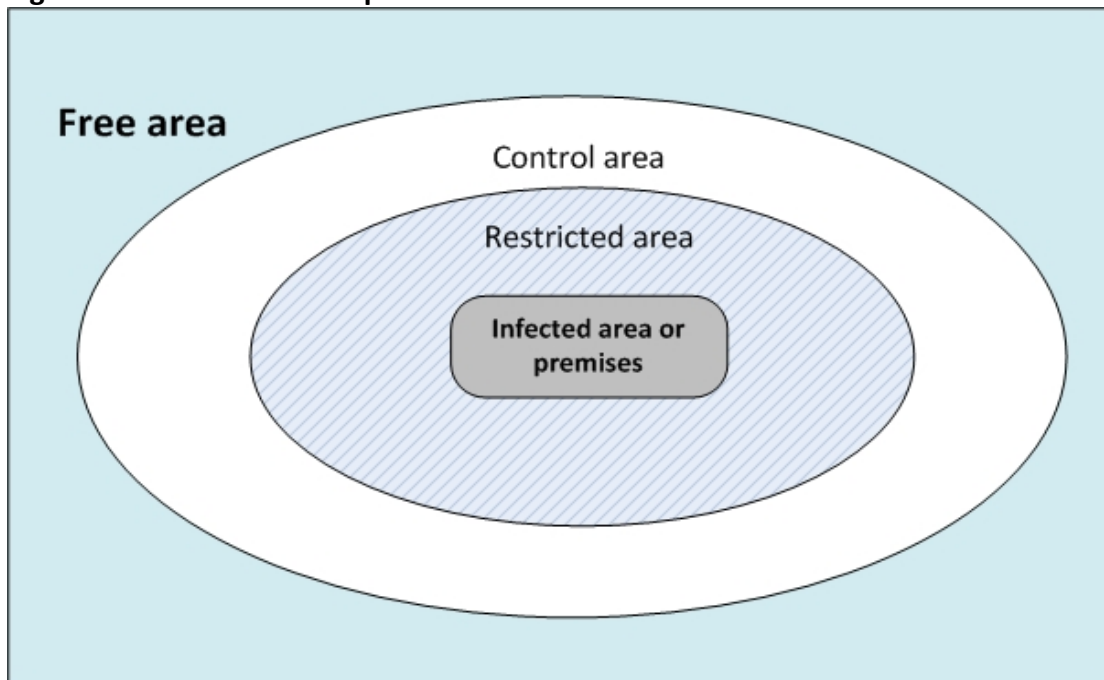 Free area
Control area
Restricted area
Infected area or
premises